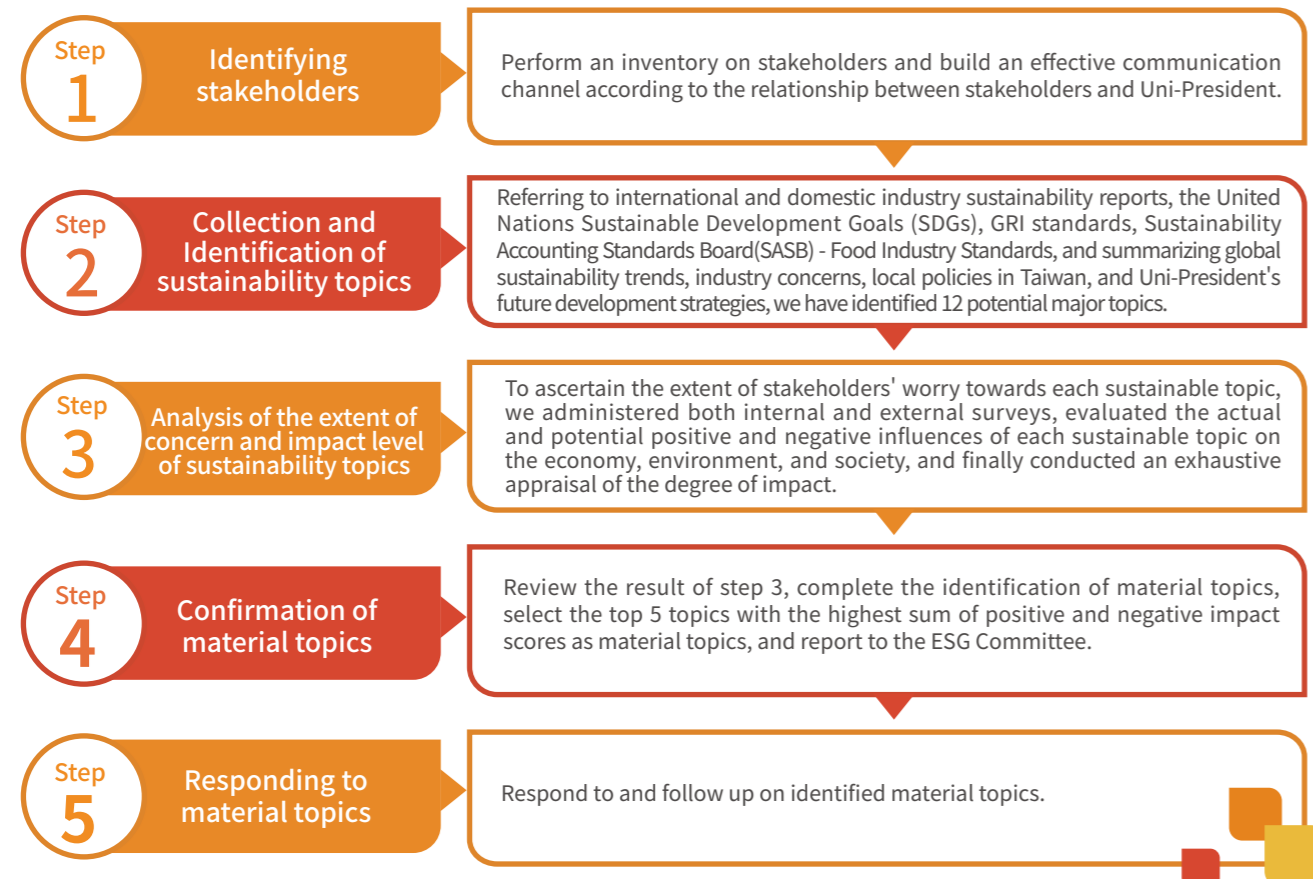 Step
1
Identifying
stakeholders
Perform an inventory on stakeholders and build an effective communication
channel according to the relationship between stakeholders and Uni-President.
Step
2
Collection and
Identification of
sustainability topics
Referring to international and domestic industry sustainability reports, the United
Nations Sustainable Development Goals (SDGs), GRI standards, Sustainability
Accounting Standards Board(SASB) - Food Industry Standards, and summarizing global
sustainability trends, industry concerns, local policies in Taiwan, and Uni-President's
future development strategies, we have identified 12 potential major topics.
Step
3
Analysis of the extent of
concern and impact level
of sustainability topics
To ascertain the extent of stakeholders' worry towards each sustainable topic,
we administered both internal and external surveys, evaluated the actual
and potential positive and negative influences of each sustainable topic on
the economy, environment, and society, and finally conducted an exhaustive
appraisal of the degree of impact.
Step
4
Confirmation of
material topics
Review the result of step 3, complete the identification of material topics,
select the top 5 topics with the highest sum of positive and negative impact
scores as material topics, and report to the ESG Committee.
Step
5
Responding to
material topics
Respond to and follow up on identified material topics.